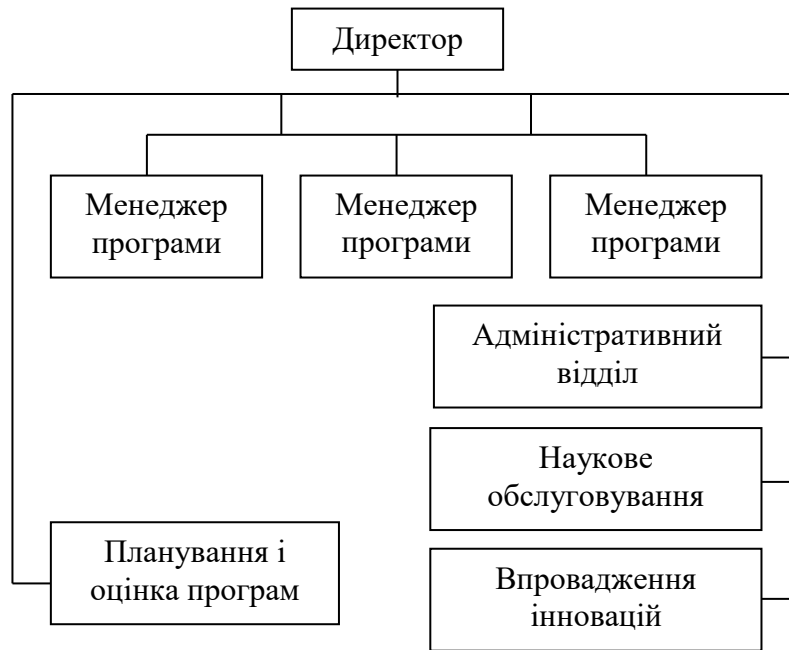 Директор
Менеджер
програми
Менеджер
програми
Менеджер
програми
Адміністративний
відділ
Наукове
обслуговування
Планування і
оцінка програм
Впровадження
інновацій